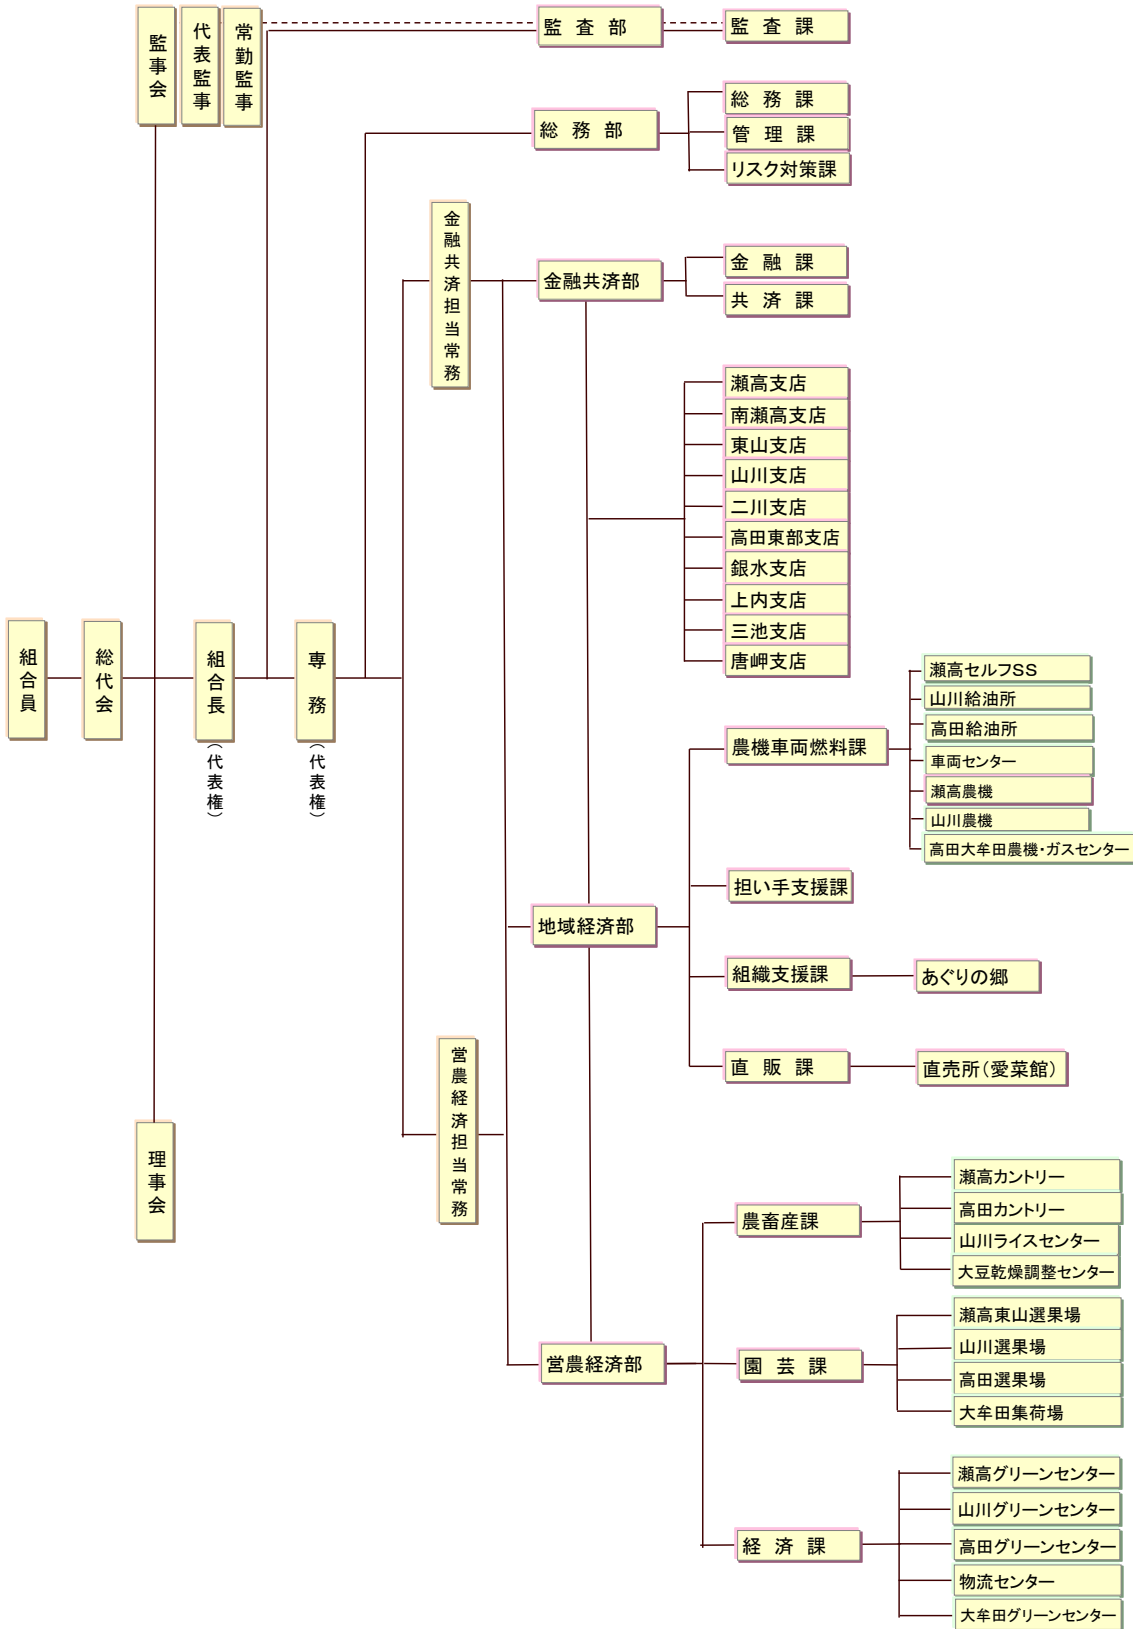 監事会
代表監事
常勤監事
監 査 部
監 査 課
総 務 部
総 務 課
管 理 課
リスク対策課
金融共済担当常務
金融共済部
金 融 課
共 済 課
瀬高支店
南瀬高支店
東山支店
山川支店
二川支店
高田東部支店
銀水支店
上内支店
三池支店
唐岬支店
組合員
総代会
組合長
(代表権)
専 務
(代表権)
農機車両燃料課
瀬高セルフSS
山川給油所
高田給油所
車両センター
瀬高農機
山川農機
高田大牟田農機・ガスセンター
担い手支援課
地域経済部
組織支援課
あぐりの郷
直 販 課
直売所(愛菜館)
営農経済担当常務
理事会
農畜産課
瀬高カントリー
高田カントリー
山川ライスセンター
大豆乾燥調整センター
営農経済部
園 芸 課
瀬高東山選果場
山川選果場
高田選果場
大牟田集荷場
経 済 課
瀬高グリーンセンター
山川グリーンセンター
高田グリーンセンター
物流センター
大牟田グリーンセンター